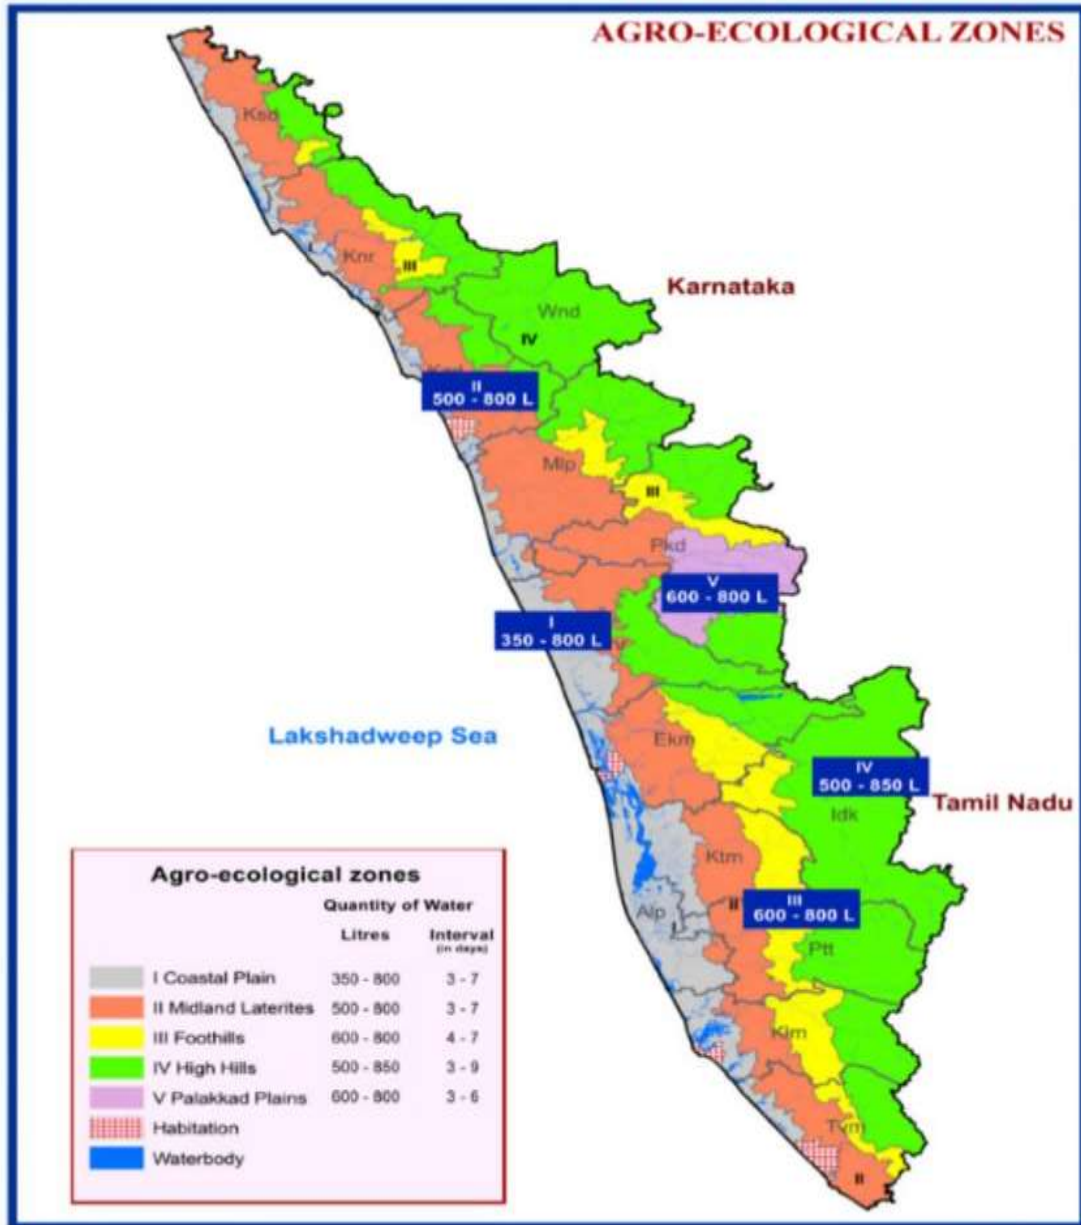 AGRO-ECOLOGICAL ZONES
Ksd
Knr
III
Karnataka
Wnd
IV
II
500 - 800 L
Mlp
III
Pkd
V
600 - 800 L
I
350 - 800 L
Lakshadweep Sea
Ekm
IV
500 - 850 L
Tamil Nadu
Idk
Ktm
II
III
600 - 800 L
Alp
I
Ptt
Klm
Tvm
II
Agro-ecological zones
Quantity of Water
Litres Interval
(in days)
I Coastal Plain 350 - 800 3 - 7
II Midland Laterites 500 - 800 3 - 7
III Foothills 600 - 800 4 - 7
IV High Hills 500 - 850 3 - 9
V Palakkad Plains 600 - 800 3 - 6
Habitation
Waterbody